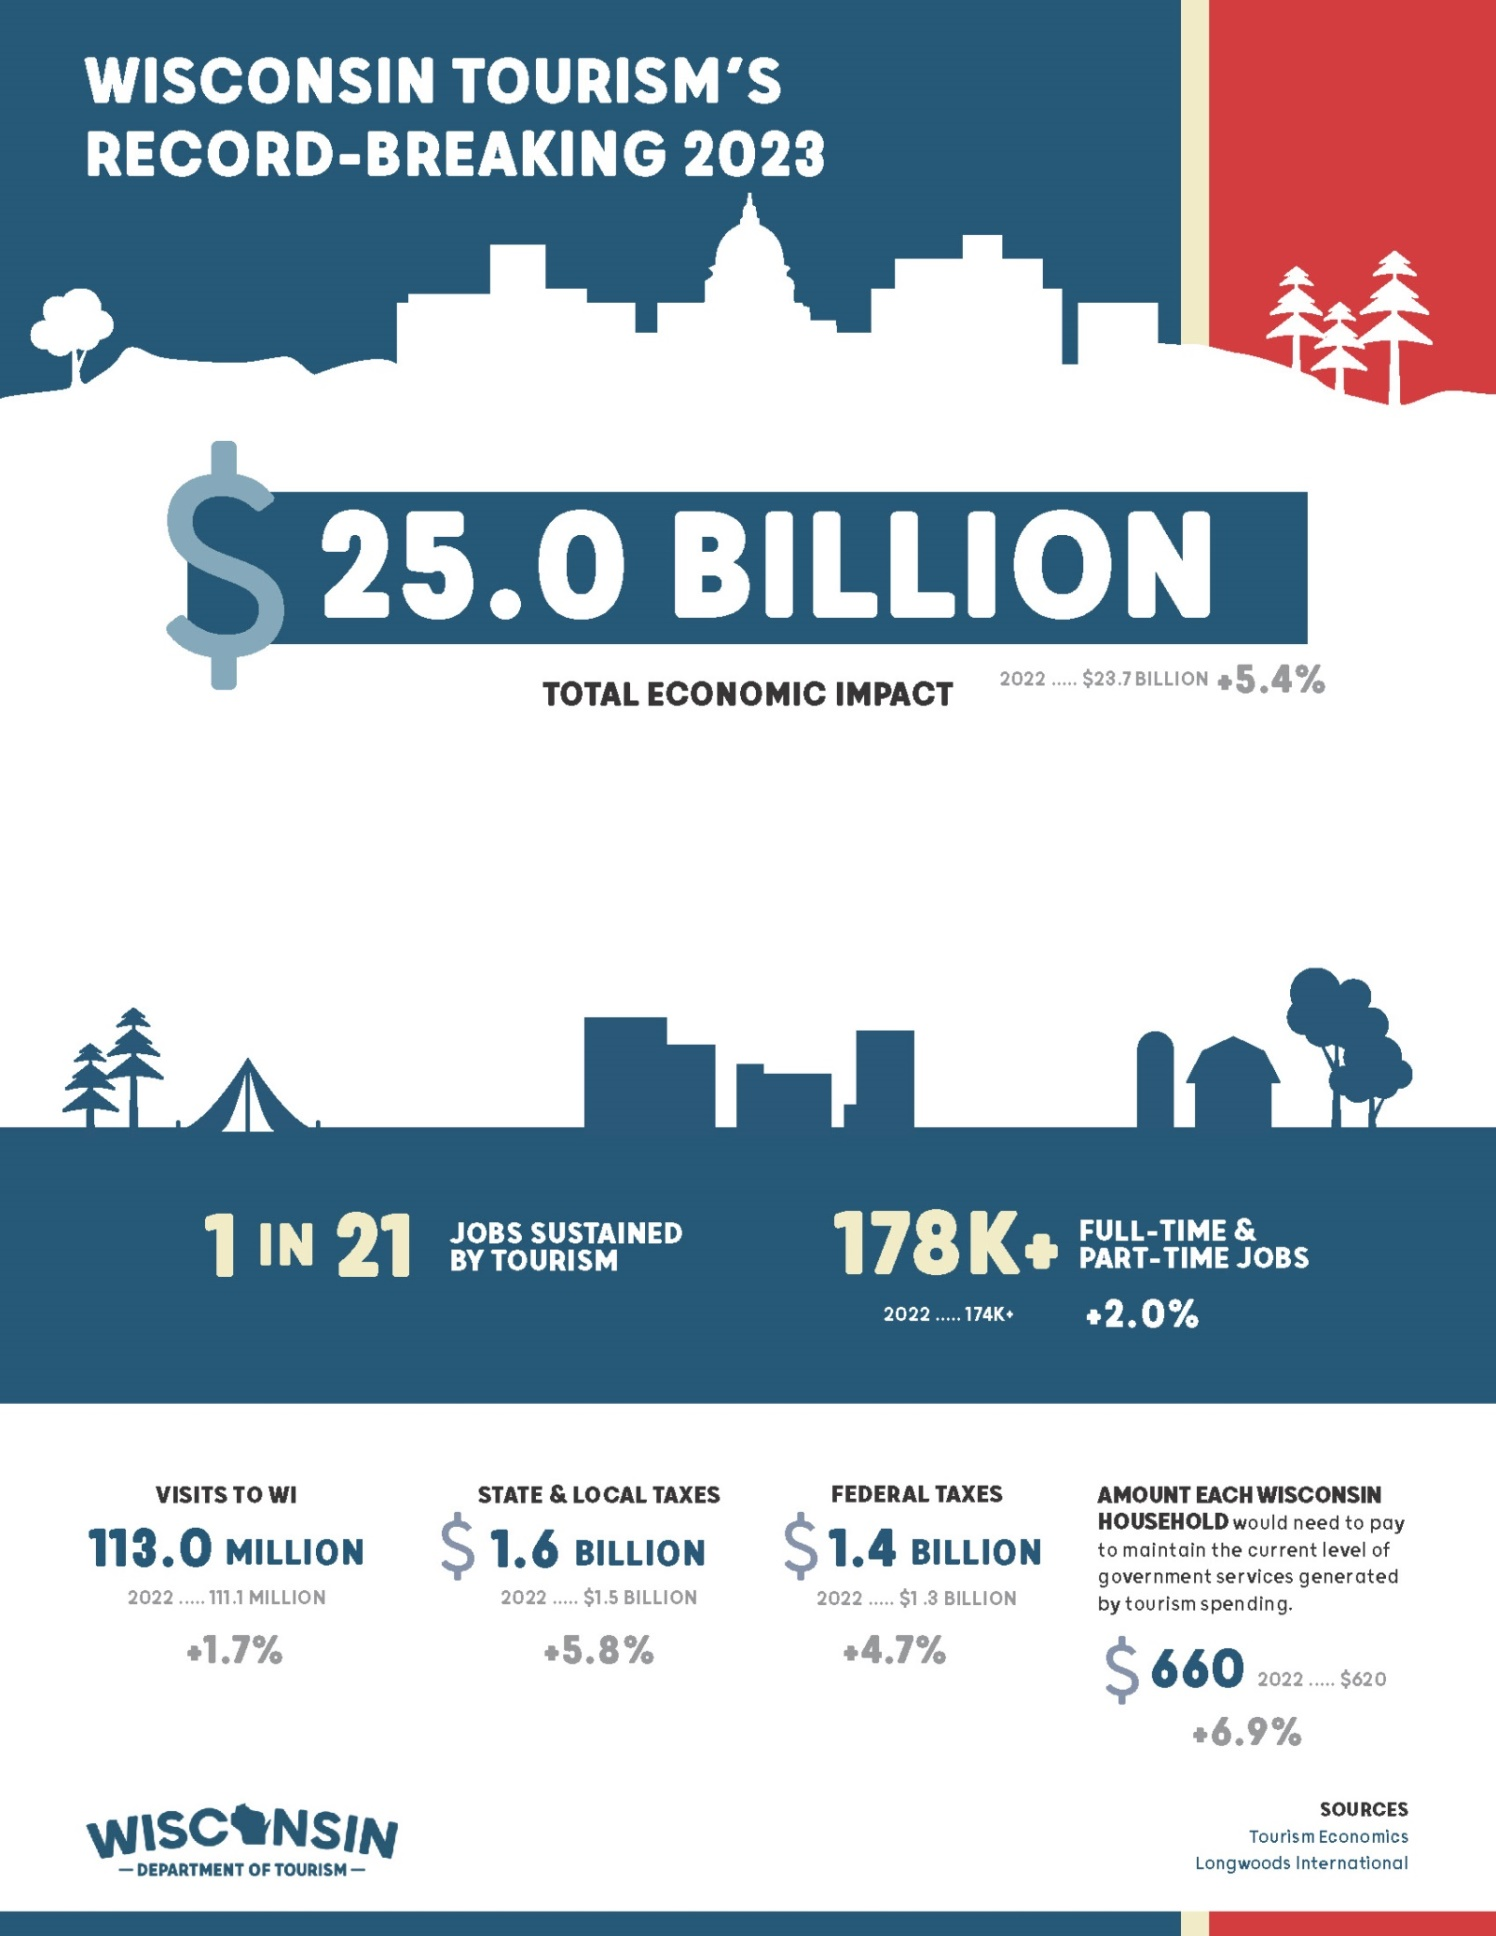 WISCONSIN TOURISM'S
RECORD-BREAKING 2023
$25.0 BILLION
TOTAL ECONOMIC IMPACT
2022 ..... $23.7 BILLION +5.4%
1 IN 21
JOBS SUSTAINED
BY TOURISM
178K+
FULL-TIME &
PART-TIME JOBS
2022 ..... 174K+
+2.0%
VISITS TO WI
113.0 MILLION
2022 ..... 111.1 MILLION
+1.7%
STATE & LOCAL TAXES
$1.6 BILLION
2022 ..... $1.5 BILLION
+5.8%
FEDERAL TAXES
$1.4 BILLION
2022 ..... $1.3 BILLION
+4.7%
AMOUNT EACH WISCONSIN
HOUSEHOLD would need to pay
to maintain the current level of
government services generated
by tourism spending.
$660 2022 ..... $620
+6.9%
WISCONSIN
— DEPARTMENT OF TOURISM —
SOURCES
Tourism Economics
Longwoods International